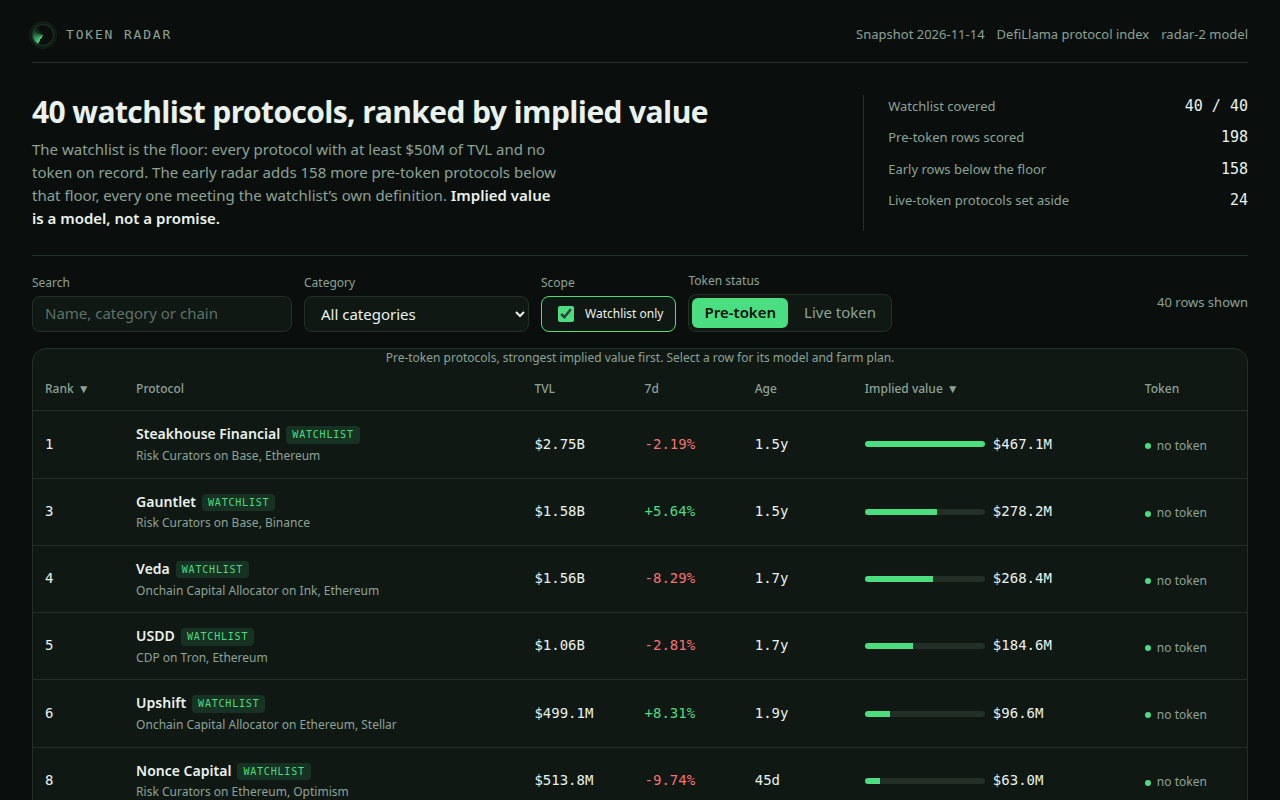 TOKEN RADAR
Snapshot 2026-11-14 DefiLlama protocol index radar-2 model
40 watchlist protocols, ranked by implied value
The watchlist is the floor: every protocol with at least $50M of TVL and no
token on record. The early radar adds 158 more pre-token protocols below
that floor, every one meeting the watchlist’s own definition. Implied value
is a model, not a promise.
Watchlist covered 40 / 40
Pre-token rows scored 198
Early rows below the floor 158
Live-token protocols set aside 24
Search Category Scope Token status
Name, category or chain All categories Watchlist only Pre-token Live token
40 rows shown
Pre-token protocols, strongest implied value first. Select a row for its model and farm plan.
Rank ▼ Protocol TVL 7d Age Implied value ▼ Token
1 Steakhouse Financial WATCHLIST $2.75B -2.19% 1.5y $467.1M no token
Risk Curators on Base, Ethereum
3 Gauntlet WATCHLIST $1.58B +5.64% 1.5y $278.2M no token
Risk Curators on Base, Binance
4 Veda WATCHLIST $1.56B -8.29% 1.7y $268.4M no token
Onchain Capital Allocator on Ink, Ethereum
5 USDD WATCHLIST $1.06B -2.81% 1.7y $184.6M no token
CDP on Tron, Ethereum
6 Upshift WATCHLIST $499.1M +8.31% 1.9y $96.6M no token
Onchain Capital Allocator on Ethereum, Stellar
8 Nonce Capital WATCHLIST $513.8M -9.74% 45d $63.0M no token
Risk Curators on Ethereum, Optimism